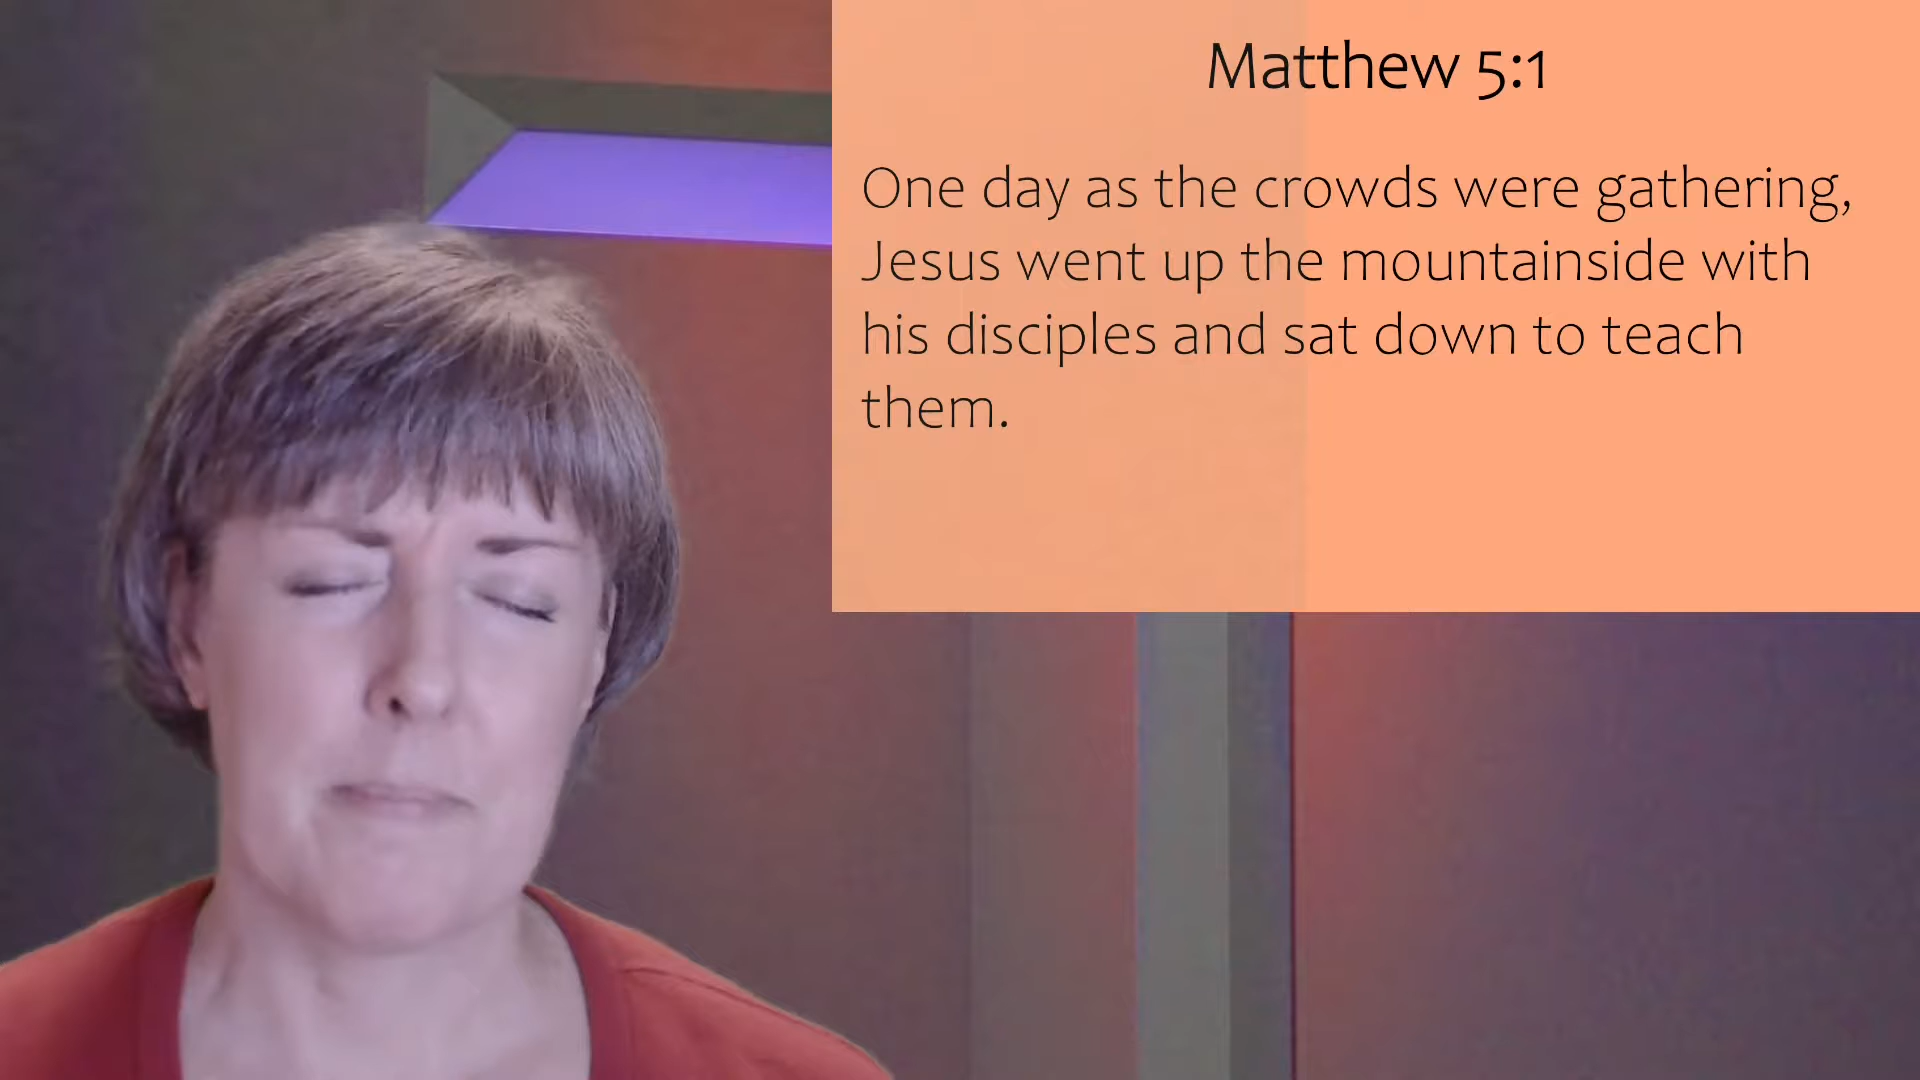 Matthew 5:1
One day as the crowds were gathering,
Jesus went up the mountainside with
his disciples and sat down to teach
them.